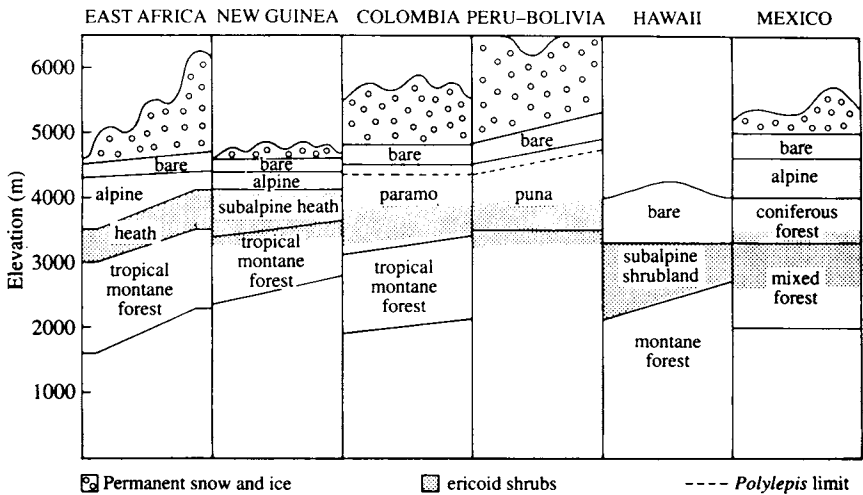 EAST AFRICA NEW GUINEA COLOMBIA PERU–BOLIVIA HAWAII MEXICO
Elevation (m)
6000
5000
4000
3000
2000
1000
bare
alpine
heath
tropical
montane
forest
bare
alpine
subalpine heath
tropical
montane
forest
bare
paramo
tropical
montane
forest
bare
puna
bare
subalpine
shrubland
montane
forest
bare
alpine
coniferous
forest
mixed
forest
Permanent snow and ice ericoid shrubs Polylepis limit